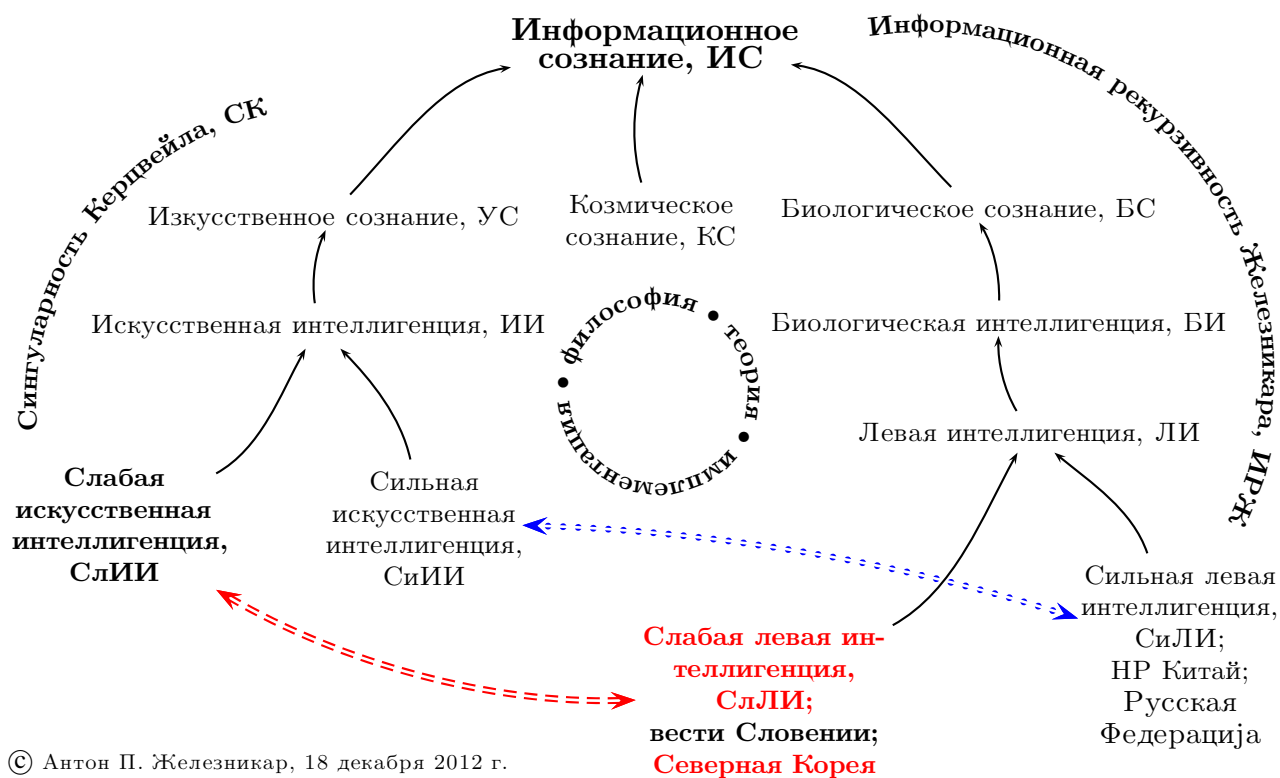 Информационное
сознание, ИС
Информационная рекурзивность Железникара, ИРЖ
Сингуларность Керцвейла, СК
Изкусственное сознание, УС
Козмическое
сознание, КС
Биологическое сознание, БС
Искусственная интеллигенция, ИИ
• философия • теория • имплементация
Биологическая интеллигенция, БИ
Левая интеллигенция, ЛИ
Слабая
искусственная
интеллигенция,
СлИИ
Сильная
искусственная
интеллигенция,
СиИИ
Слабая левая ин-
теллигенция,
СлЛИ;
вести Словении;
Северная Корея
Сильная левая
интеллигенция,
СиЛИ;
НР Китай;
Русская
Федерациjа
© Антон П. Железникар, 18 декабря 2012 г.